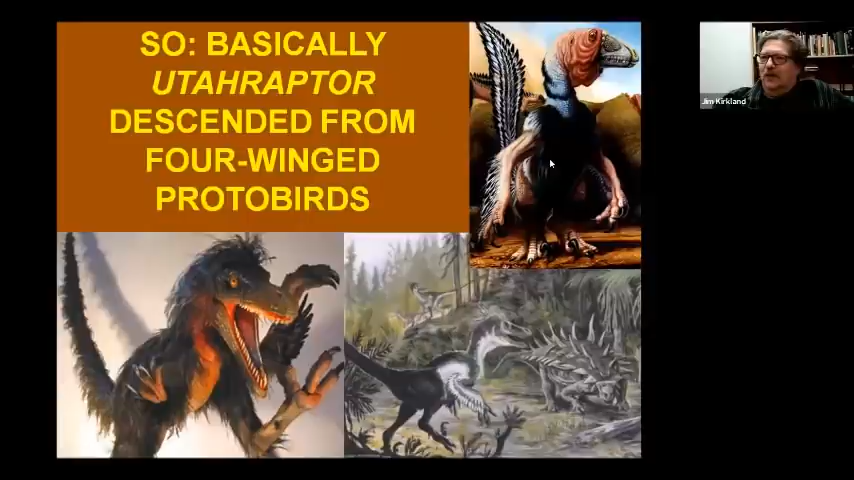 SO: BASICALLY
UTAHRAPTOR
DESCENDED FROM
FOUR-WINGED
PROTOBIRDS
Jim Kirkland